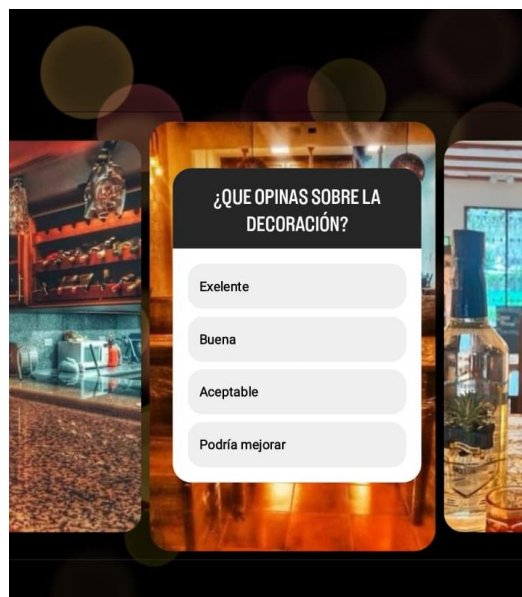 ¿QUE OPINAS SOBRE LA
DECORACIÓN?
Exelente
Buena
Aceptable
Podría mejorar